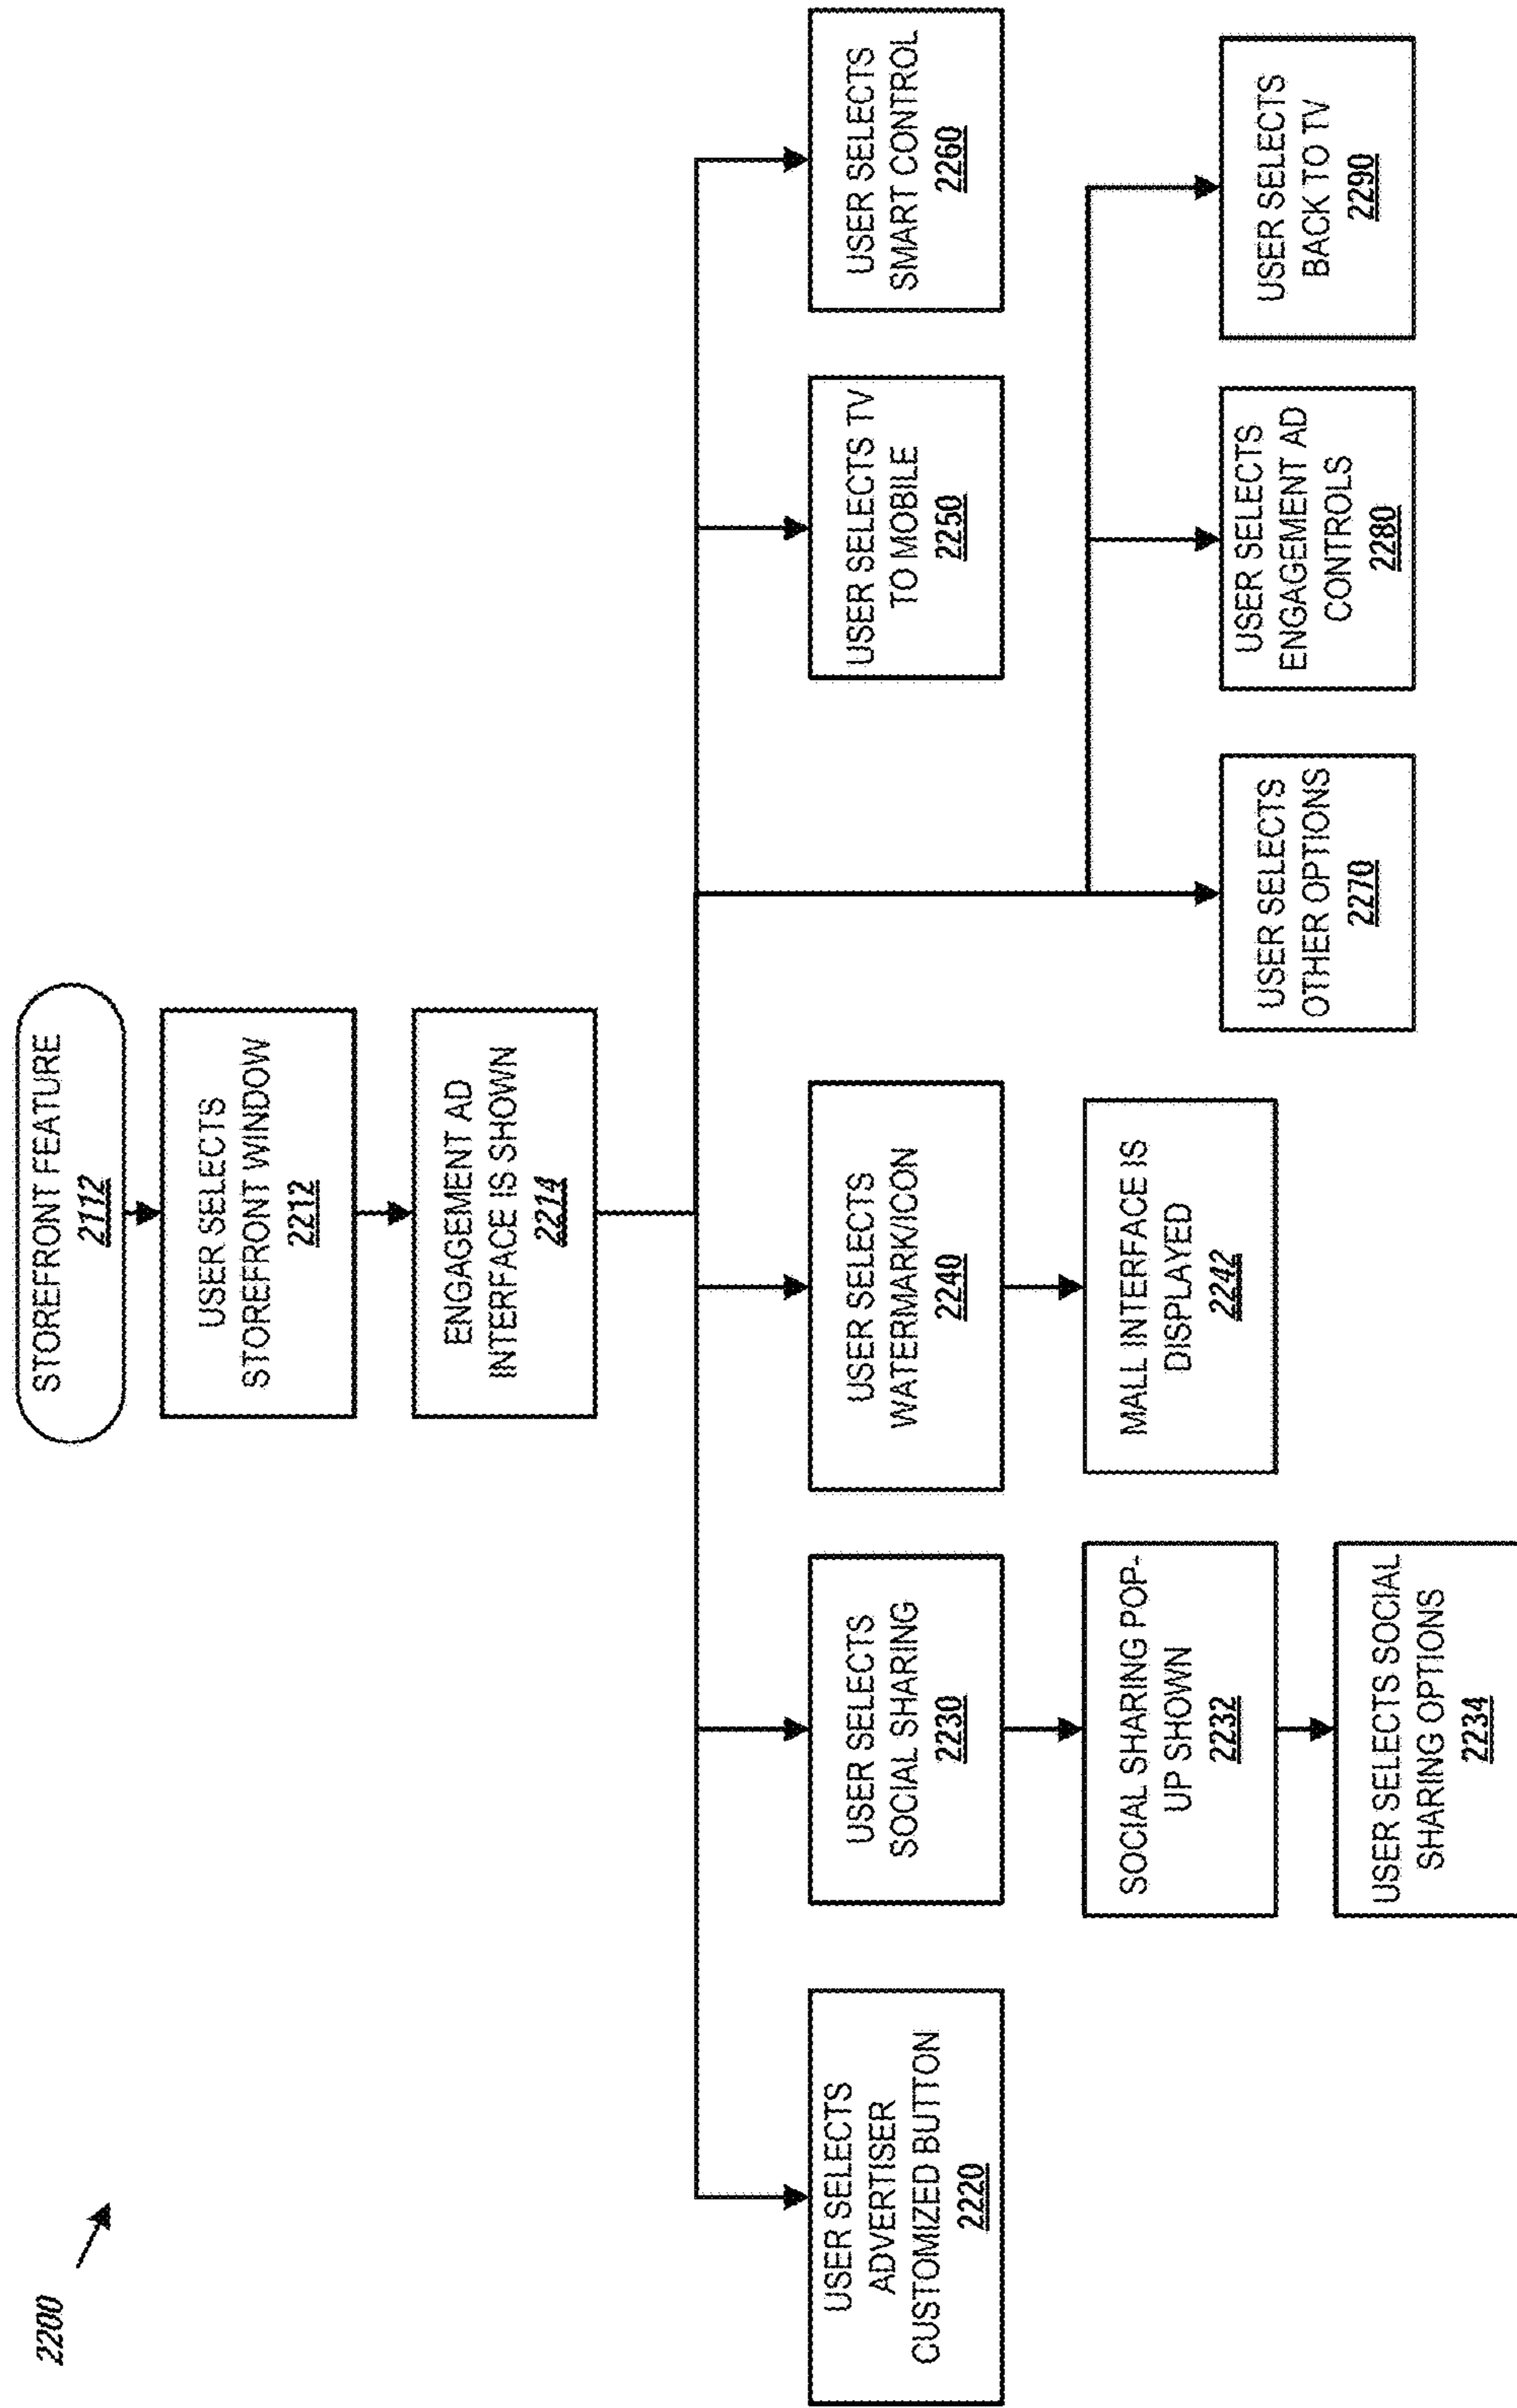 2200
STOREFRONT FEATURE
2112
USER SELECTS
STOREFRONT WINDOW
2212
ENGAGEMENT AD
INTERFACE IS SHOWN
2214
USER SELECTS
ADVERTISER
CUSTOMIZED BUTTON
2220
USER SELECTS
SOCIAL SHARING
2230
SOCIAL SHARING POP-
UP SHOWN
2232
USER SELECTS SOCIAL
SHARING OPTIONS
2234
USER SELECTS
WATERMARK/ICON
2240
MALL INTERFACE IS
DISPLAYED
2242
USER SELECTS TV
TO MOBILE
2250
USER SELECTS
SMART CONTROL
2260
USER SELECTS
OTHER OPTIONS
2270
USER SELECTS
ENGAGEMENT AD
CONTROLS
2280
USER SELECTS
BACK TO TV
2290